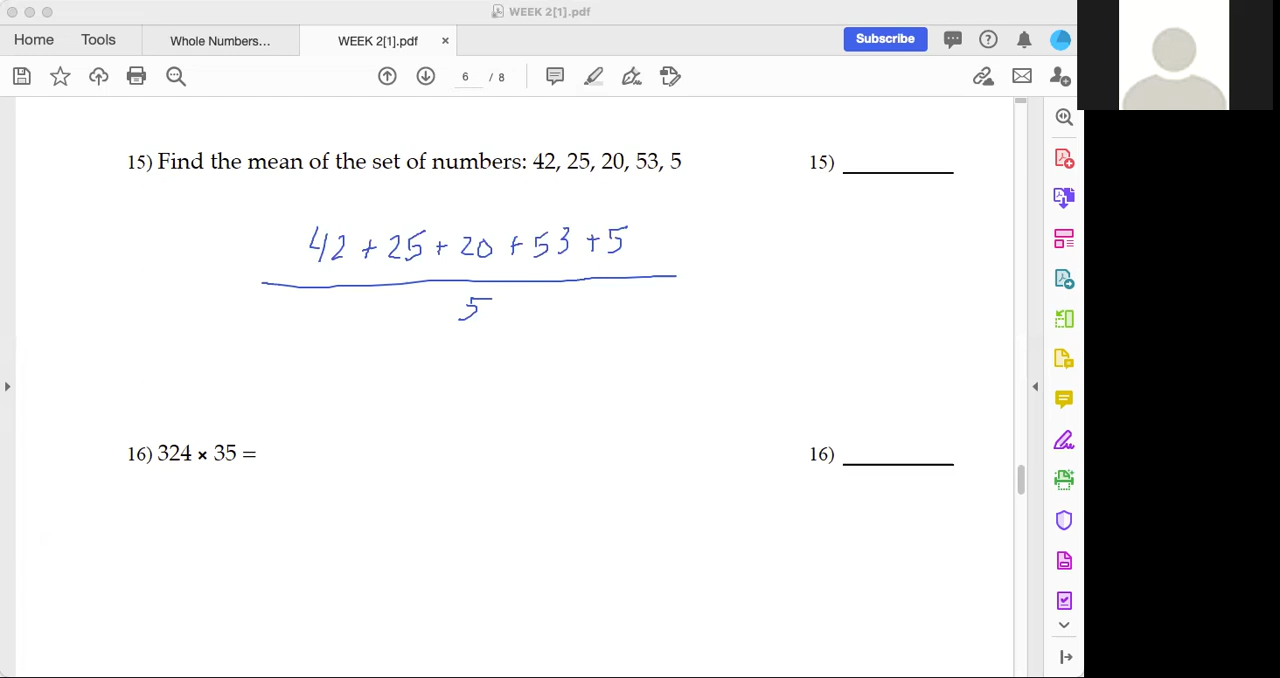 WEEK 2[1].pdf
Home Tools Whole Numbers... WEEK 2[1].pdf × Subscribe
6 / 8
15) Find the mean of the set of numbers: 42, 25, 20, 53, 5 15)
42 + 25 + 20 + 53 + 5
5
16) 324 × 35 = 16)